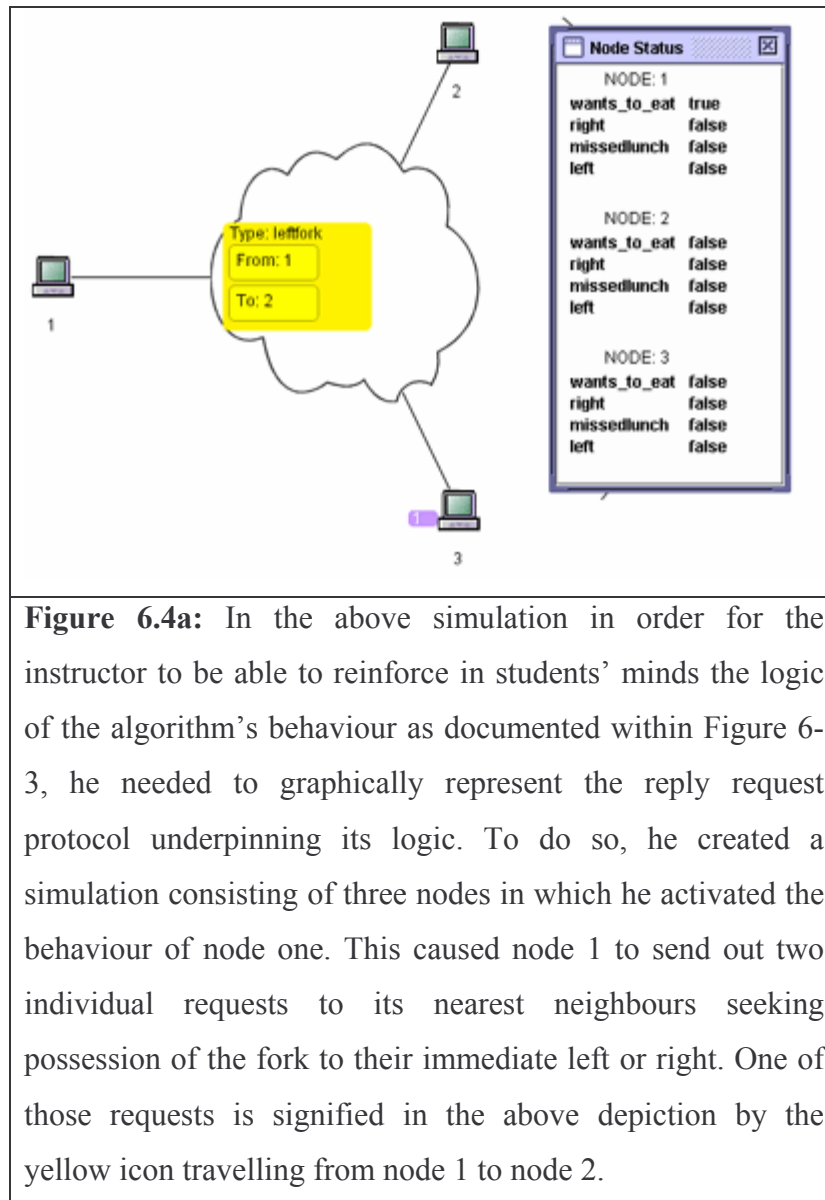 2
Node Status
NODE: 1
wants_to_eat true
right false
missedlunch false
left false
NODE: 2
wants_to_eat false
right false
missedlunch false
left false
NODE: 3
wants_to_eat false
right false
missedlunch false
left false
Type: leftfork
From: 1
To: 2
1
1
3
Figure 6.4a: In the above simulation in order for the
instructor to be able to reinforce in students’ minds the logic
of the algorithm’s behaviour as documented within Figure 6-
3, he needed to graphically represent the reply request
protocol underpinning its logic. To do so, he created a
simulation consisting of three nodes in which he activated the
behaviour of node one. This caused node 1 to send out two
individual requests to its nearest neighbours seeking
possession of the fork to their immediate left or right. One of
those requests is signified in the above depiction by the
yellow icon travelling from node 1 to node 2.